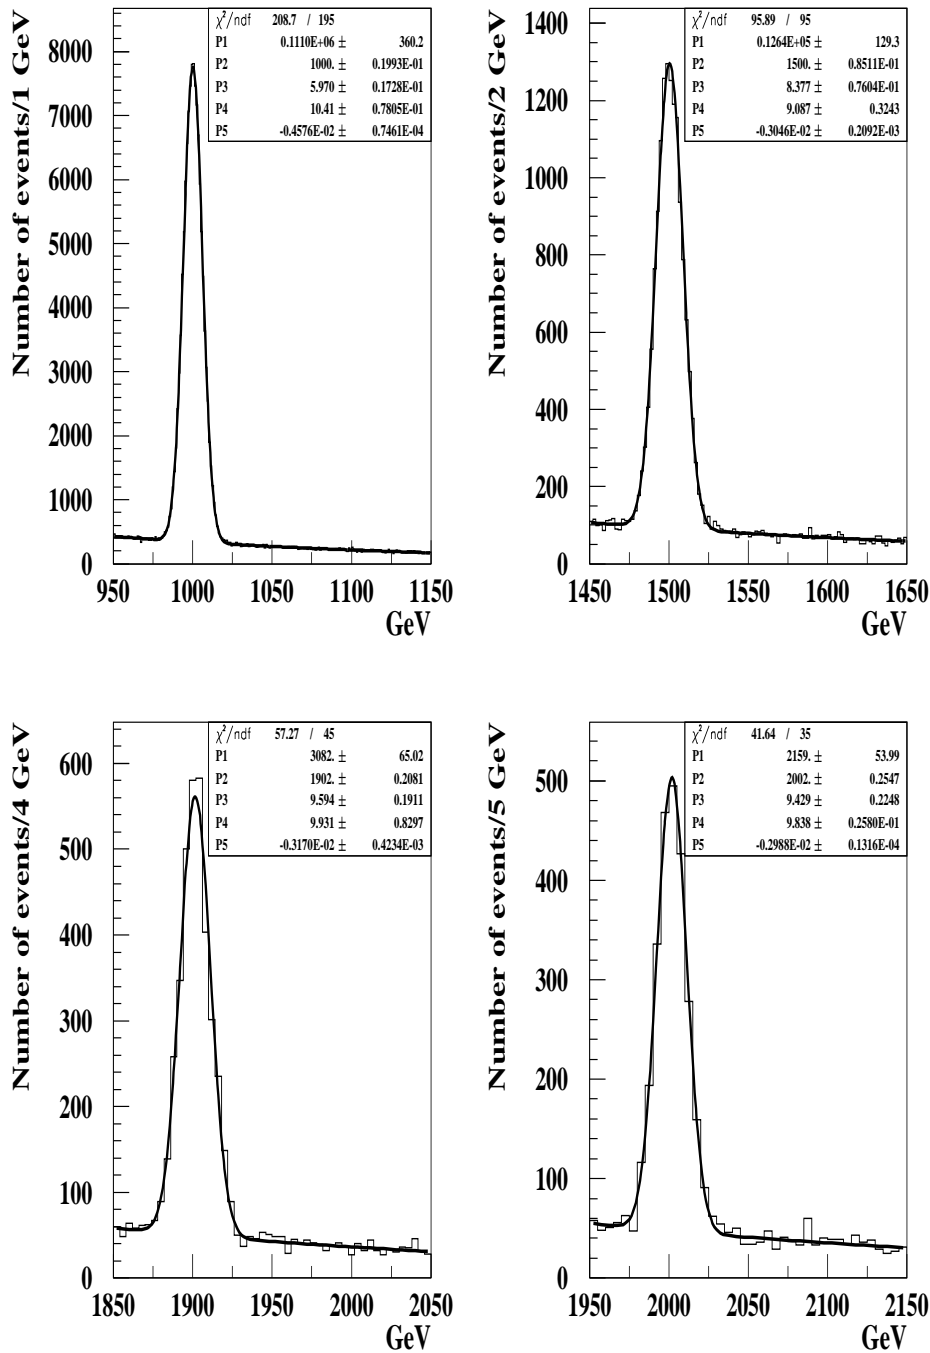 Number of events/1 GeV
χ²/ndf 208.7 / 195
P1 0.1110E+06 ± 360.2
P2 1000. ± 0.1993E-01
P3 5.970 ± 0.1728E-01
P4 10.41 ± 0.7805E-01
P5 -0.4576E-02 ± 0.7461E-04
8000
7000
6000
5000
4000
3000
2000
1000
0
950 1000 1050 1100 1150
GeV
Number of events/2 GeV
χ²/ndf 95.89 / 95
P1 0.1264E+05 ± 129.3
P2 1500. ± 0.8511E-01
P3 8.377 ± 0.7604E-01
P4 9.087 ± 0.3243
P5 -0.3046E-02 ± 0.2092E-03
1400
1200
1000
800
600
400
200
0
1450 1500 1550 1600 1650
GeV
Number of events/4 GeV
χ²/ndf 57.27 / 45
P1 3082. ± 65.02
P2 1902. ± 0.2081
P3 9.594 ± 0.1911
P4 9.931 ± 0.8297
P5 -0.3170E-02 ± 0.4234E-03
600
500
400
300
200
100
0
1850 1900 1950 2000 2050
GeV
Number of events/5 GeV
χ²/ndf 41.64 / 35
P1 2159. ± 53.99
P2 2002. ± 0.2547
P3 9.429 ± 0.2248
P4 9.838 ± 0.2580E-01
P5 -0.2988E-02 ± 0.1316E-04
500
400
300
200
100
0
1950 2000 2050 2100 2150
GeV